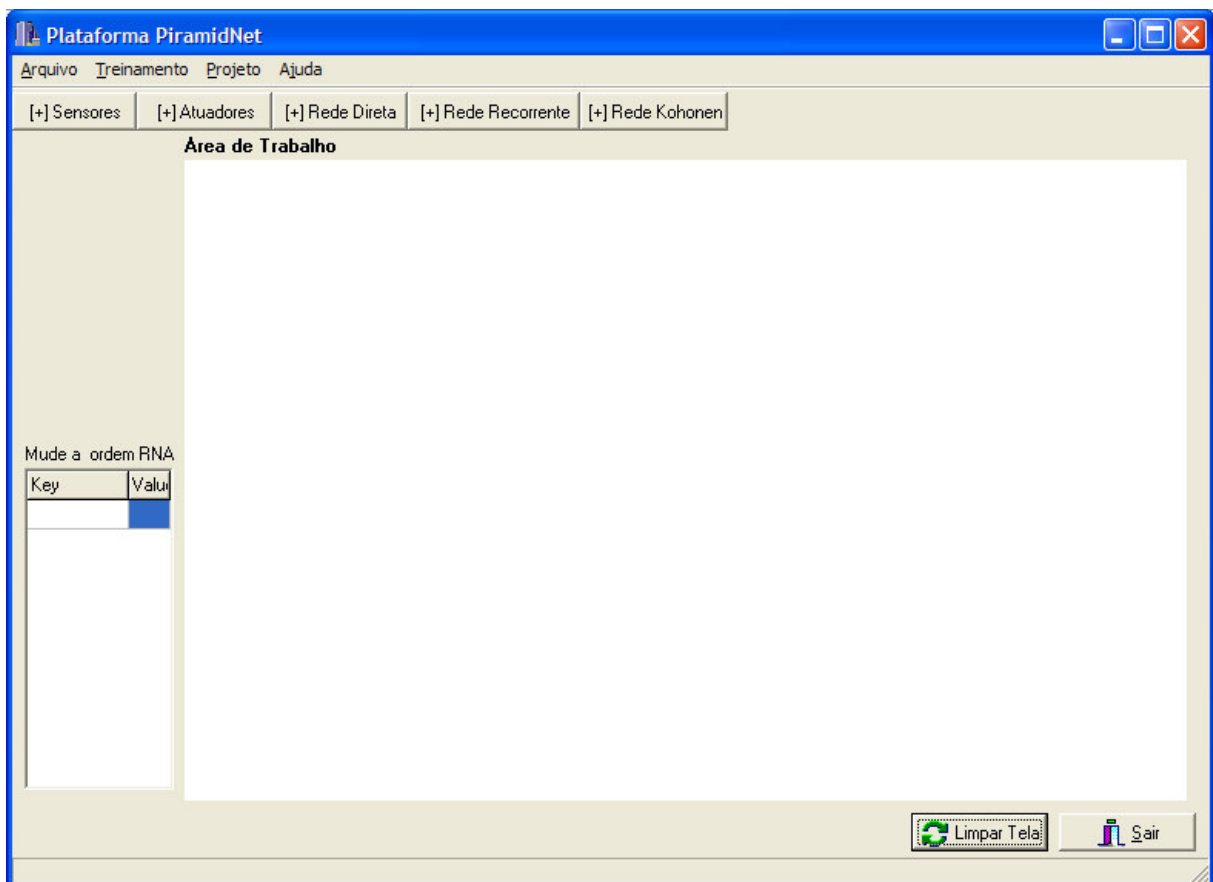 Plataforma PiramidNet
Arquivo Treinamento Projeto Ajuda
[+] Sensores [+] Atuadores [+] Rede Direta [+] Rede Recorrente [+] Rede Kohonen
Área de Trabalho
Mude a ordem RNA
Key Value
Limpar Tela Sair